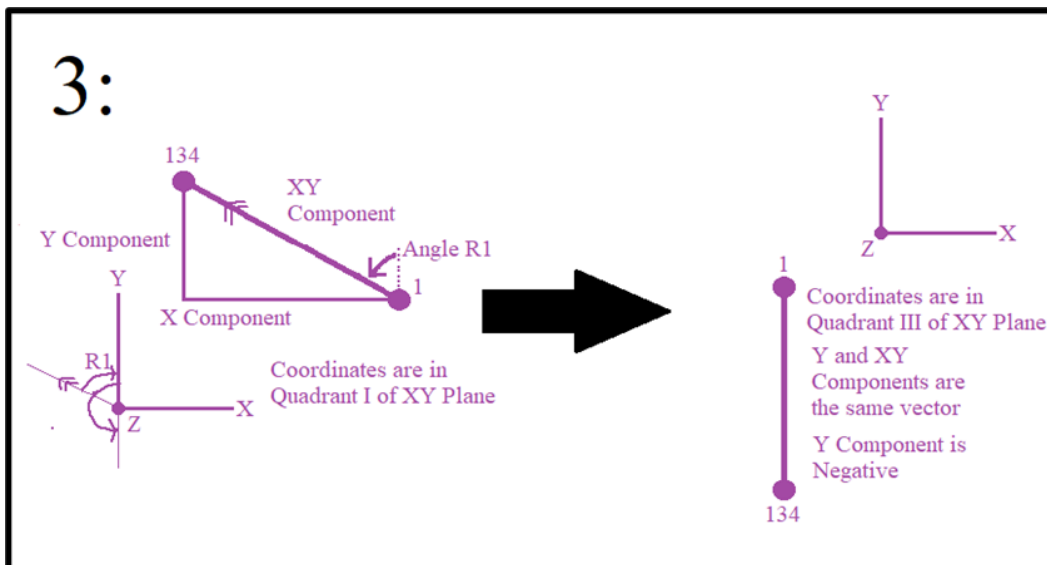 3:
134
XY
Component
Y Component
Angle R1
1
X Component
Y
R1
X
Z
Coordinates are in
Quadrant I of XY Plane
Y
X
Z
1
Coordinates are in
Quadrant III of XY Plane
Y and XY
Components are
the same vector
Y Component is
Negative
134